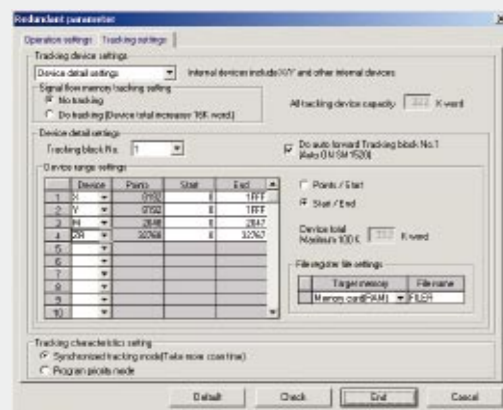 Redundant parameter
Operation settings Tracking settings
Tracking device settings
Device detail settings
Internal devices include X/Y and other internal devices
Signal flow memory tracking setting
No tracking
Do tracking (Device total increases 16K word)
All tracking device capacity K word
Device detail settings
Tracking block No. 1
Do auto forward Tracking block No.1
(Auto ON SM1520)
Device range settings
Device Points Start End
1 X 8192 0 1FFF
2 Y 8192 0 1FFF
3 M 2048 0 2047
4 ZR 32768 0 32767
5
6
7
8
9
10
Points / Start
Start / End
Device total
Maximum 100 K K word
File register file settings
Target memory File name
Memory card(RAM) FILER
Tracking characteristics setting
Synchronized tracking mode(Take more scan time)
Program priority mode
Default Check End Cancel